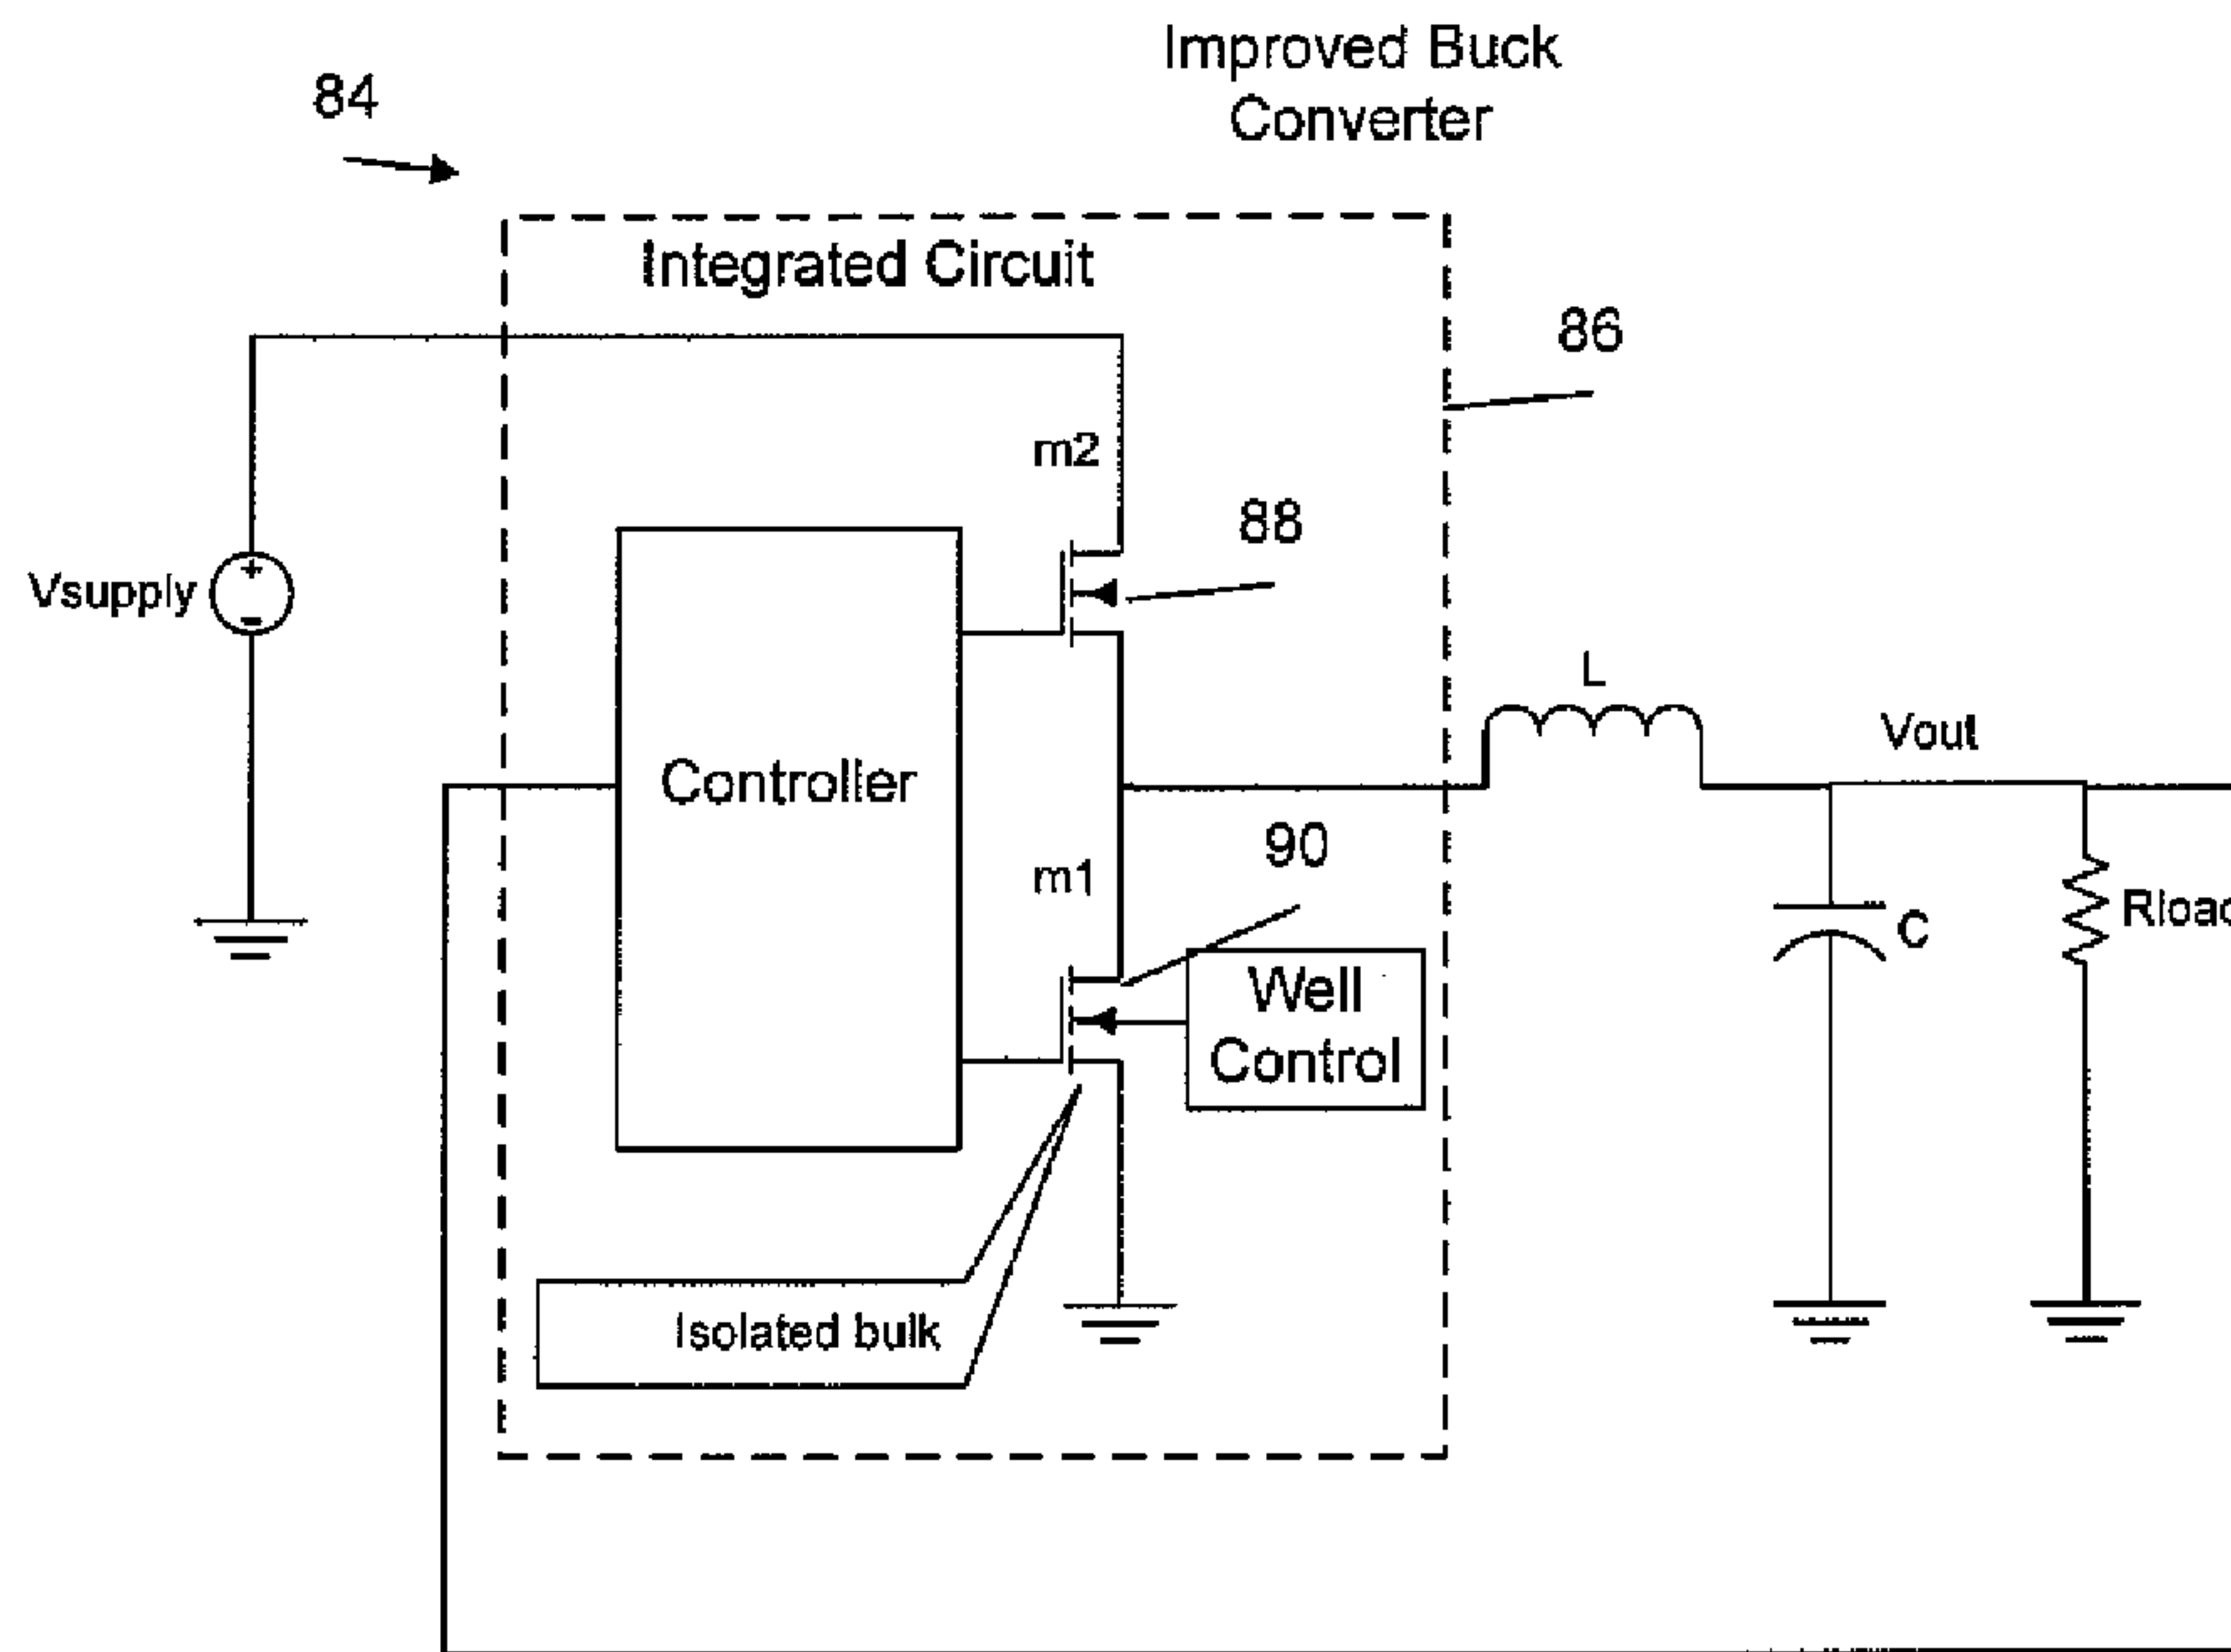 Improved Buck
Converter
84
Integrated Circuit
86
m2
88
Vsupply
+
-
L
Vout
Controller
90
m1
C
Well
Control
Isolated bulk